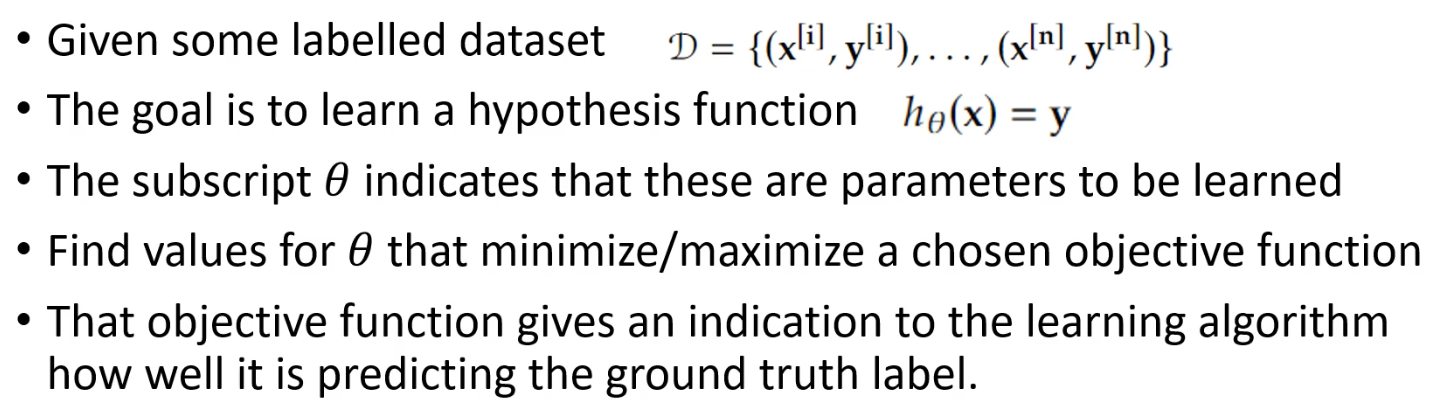 • Given some labelled dataset 𝒟 = {(x^[i], y^[i]), . . . , (x^[n], y^[n])}
• The goal is to learn a hypothesis function h_θ(x) = y
• The subscript θ indicates that these are parameters to be learned
• Find values for θ that minimize/maximize a chosen objective function
• That objective function gives an indication to the learning algorithm
how well it is predicting the ground truth label.